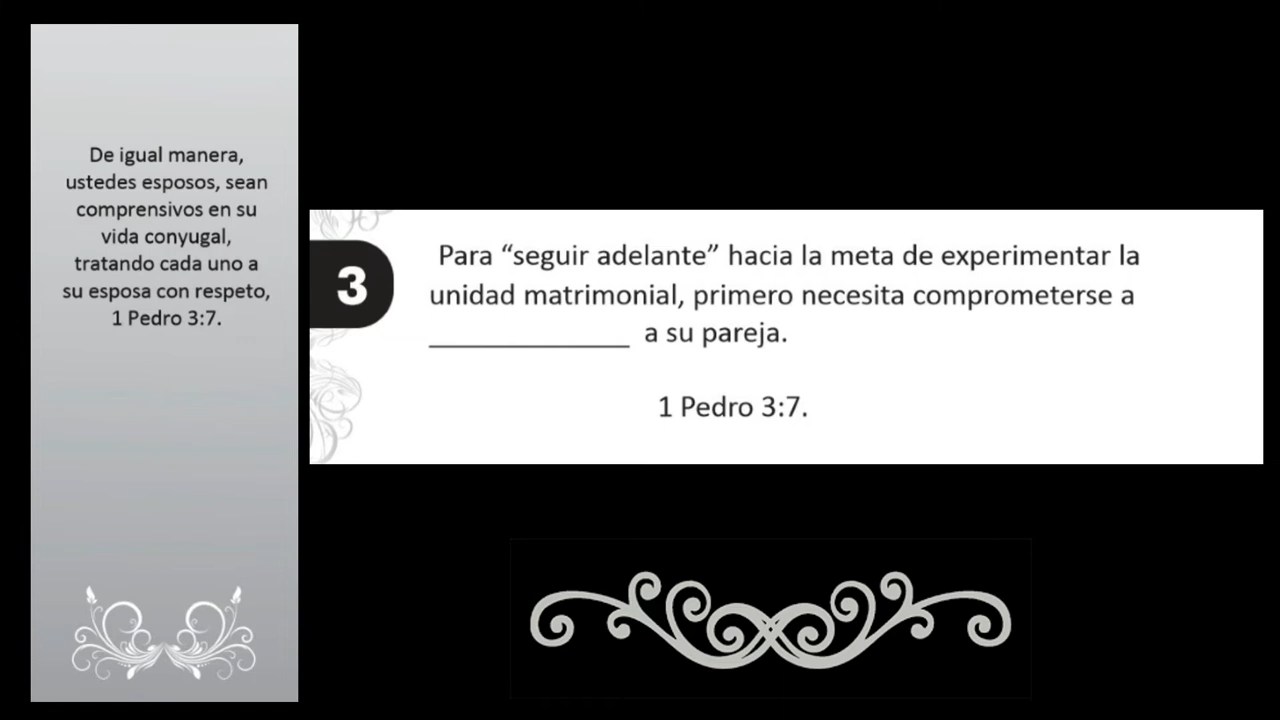 De igual manera,
ustedes esposos, sean
comprensivos en su
vida conyugal,
tratando cada uno a
su esposa con respeto,
1 Pedro 3:7.
3
Para “seguir adelante” hacia la meta de experimentar la
unidad matrimonial, primero necesita comprometerse a
______________ a su pareja.
1 Pedro 3:7.